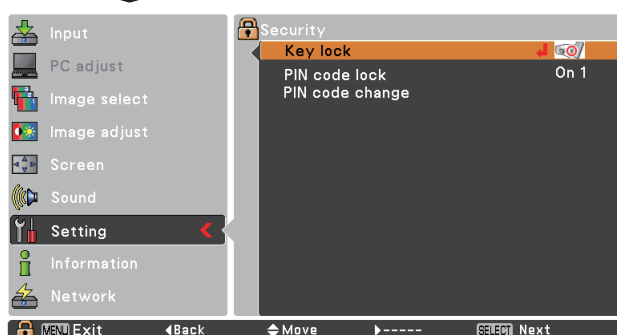 Input
PC adjust
Image select
Image adjust
Screen
Sound
Setting
Information
Network
Security
Key lock
PIN code lock On 1
PIN code change
MENU Exit ◀Back ◆Move ▶----- SELECT Next